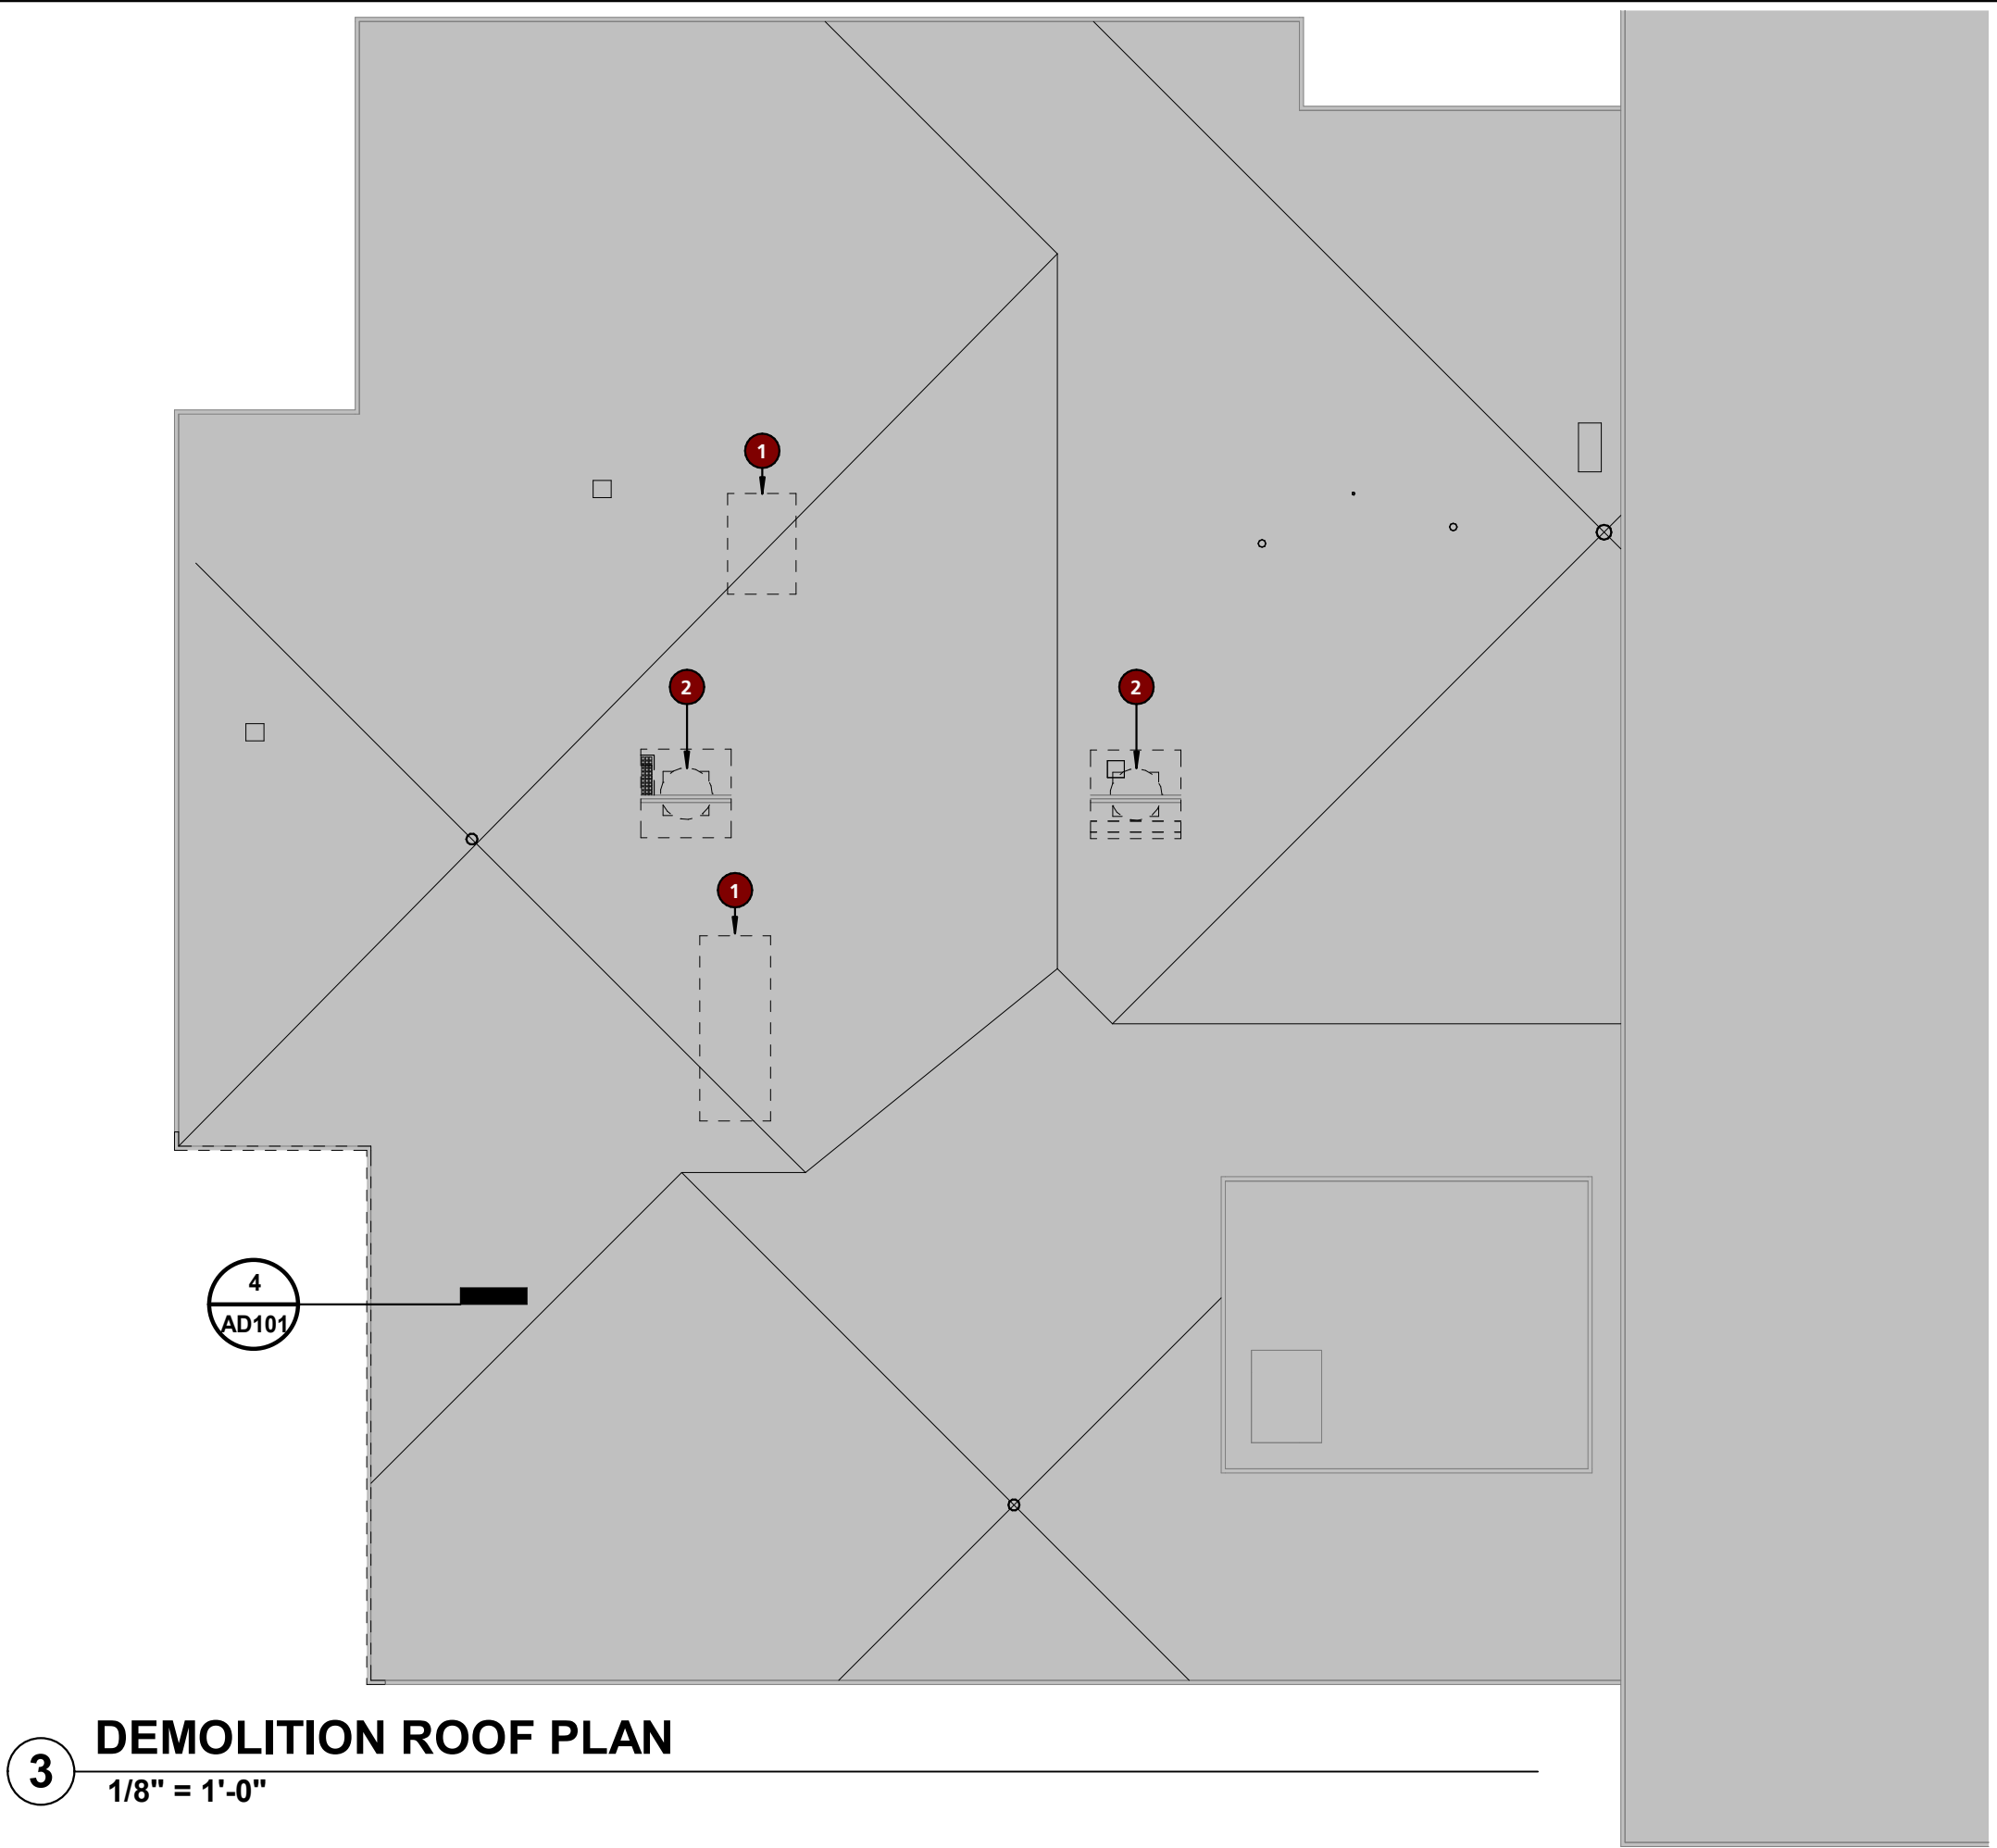 1
2
2
1
4
AD101
3
DEMOLITION ROOF PLAN
1/8" = 1'-0"